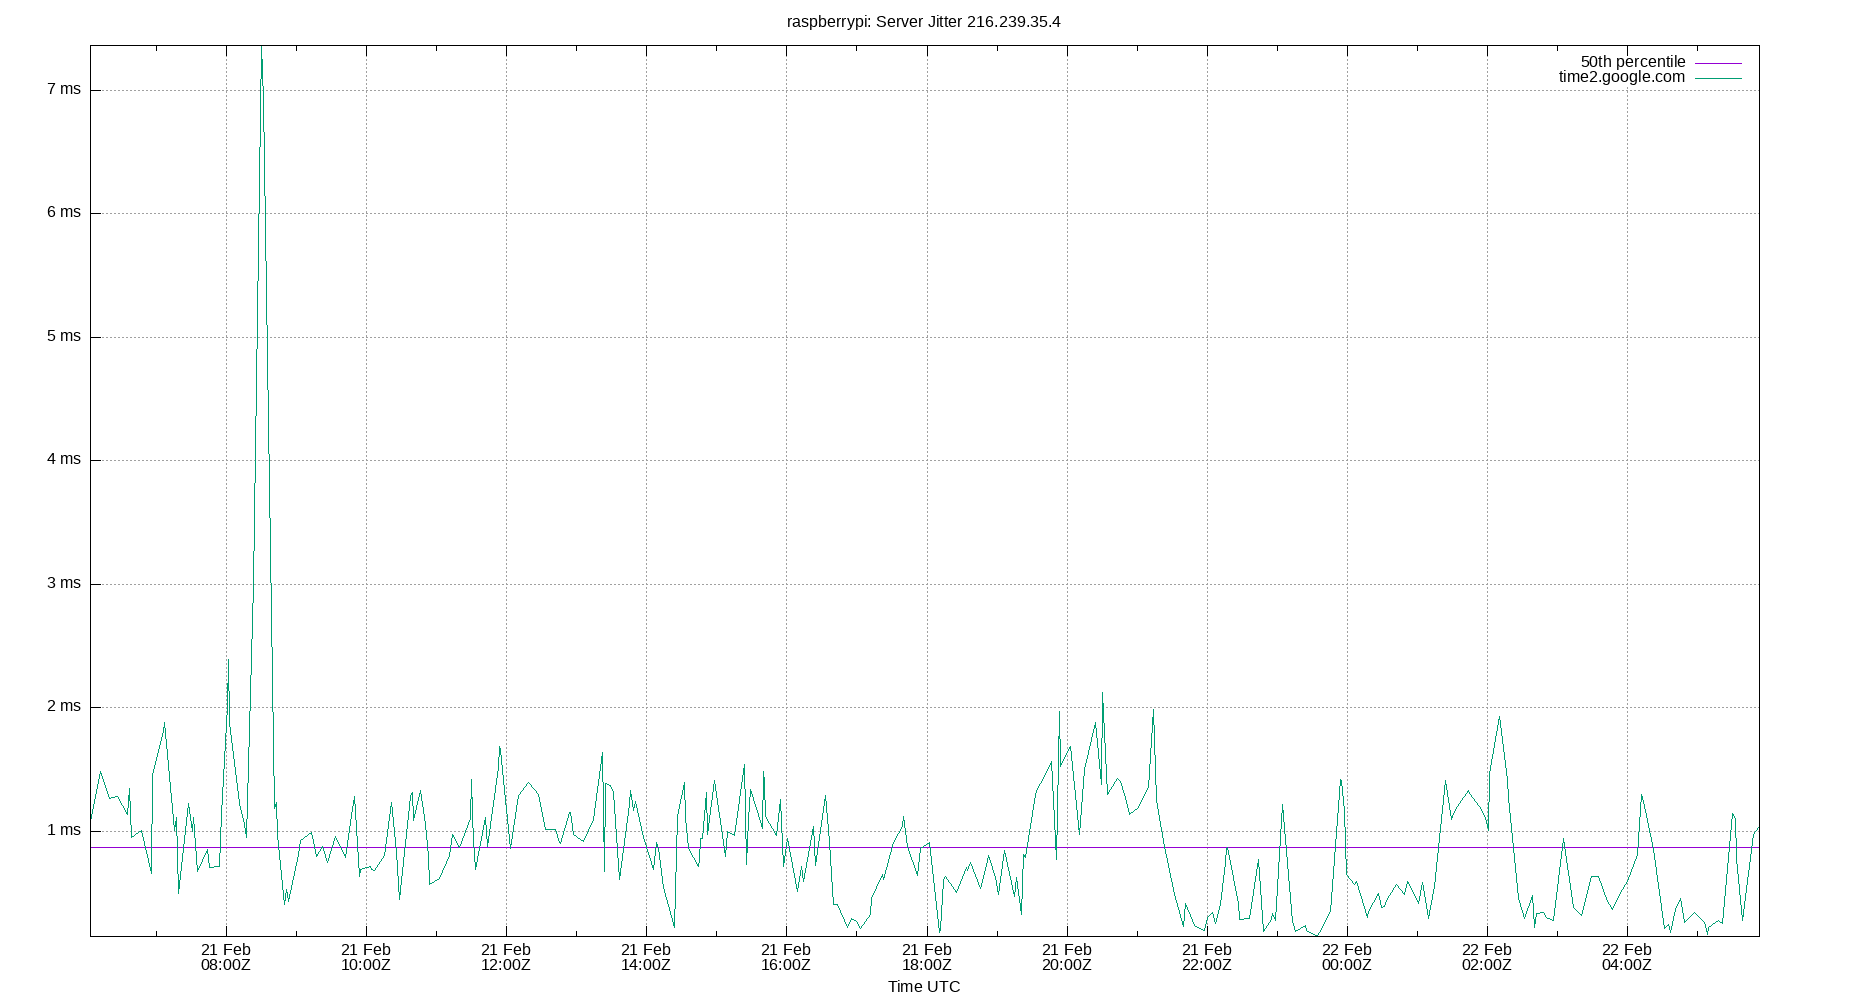 raspberrypi: Server Jitter 216.239.35.4
50th percentile
time2.google.com
7 ms
6 ms
5 ms
4 ms
3 ms
2 ms
1 ms
21 Feb 21 Feb 21 Feb 21 Feb 21 Feb 21 Feb 21 Feb 21 Feb 22 Feb 22 Feb 22 Feb
08:00Z 10:00Z 12:00Z 14:00Z 16:00Z 18:00Z 20:00Z 22:00Z 00:00Z 02:00Z 04:00Z
Time UTC